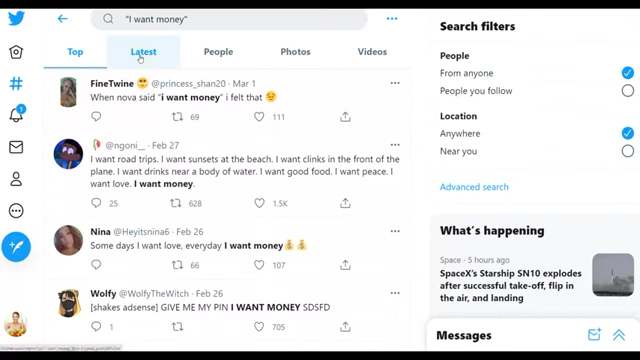 "I want money"
Top Latest People Photos Videos
FineTwine @princess_shan20 · Mar 1
When nova said "i want money" i felt that
69 111
@ngoni__ · Feb 27
I want road trips. I want sunsets at the beach. I want clinks in the front of the
plane. I want drinks near a body of water. I want good food. I want peace. I
want love. I want money.
25 628 1.5K
Nina @Heyitsnina6 · Feb 26
Some days I want love, everyday I want money
66 107
Wolfy @WolfyTheWitch · Feb 26
[shakes adsense] GIVE ME MY PIN I WANT MONEY SDSFD
1 705
1
Search filters
People
From anyone
People you follow
Location
Anywhere
Near you
Advanced search
What's happening
Space · 5 hours ago
SpaceX's Starship SN10 explodes
after successful take-off, flip in
the air, and landing
Messages